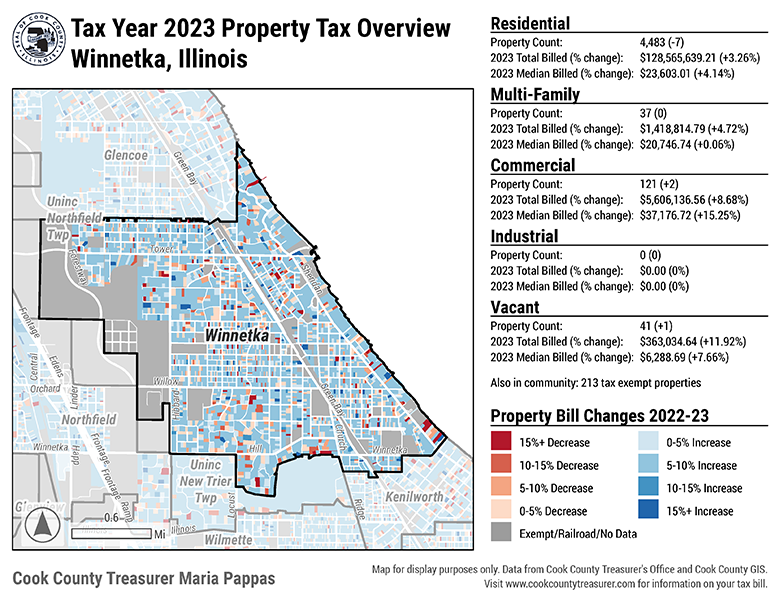 Tax Year 2023 Property Tax Overview
Winnetka, Illinois
SEAL OF COOK COUNTY
ILLINOIS
Glencoe
Green Bay
Uninc
Northfield
Twp
Tower
Forestway
Sheridan
Winnetka
Frontage
Central
Edens
Orchard
Linder
Willow
Hibbard
Green Bay
Church
Northfield
Winnetka
Happ
Hill
Winnetka
Frontage
Frontage
Ramp
Uninc
New Trier
Twp
Locust
Ridge
Kenilworth
Illinois
Wilmette
0.6
Mi
Residential
Property Count: 4,483 (-7)
2023 Total Billed (% change): $128,565,639.21 (+3.26%)
2023 Median Billed (% change): $23,603.01 (+4.14%)
Multi-Family
Property Count: 37 (0)
2023 Total Billed (% change): $1,418,814.79 (+4.72%)
2023 Median Billed (% change): $20,746.74 (+0.06%)
Commercial
Property Count: 121 (+2)
2023 Total Billed (% change): $5,606,136.56 (+8.68%)
2023 Median Billed (% change): $37,176.72 (+15.25%)
Industrial
Property Count: 0 (0)
2023 Total Billed (% change): $0.00 (0%)
2023 Median Billed (% change): $0.00 (0%)
Vacant
Property Count: 41 (+1)
2023 Total Billed (% change): $363,034.64 (+11.92%)
2023 Median Billed (% change): $6,288.69 (+7.66%)
Also in community: 213 tax exempt properties
Property Bill Changes 2022-23
15%+ Decrease
10-15% Decrease
5-10% Decrease
0-5% Decrease
Exempt/Railroad/No Data
0-5% Increase
5-10% Increase
10-15% Increase
15%+ Increase
Cook County Treasurer Maria Pappas
Map for display purposes only. Data from Cook County Treasurer's Office and Cook County GIS.
Visit www.cookcountytreasurer.com for information on your tax bill.